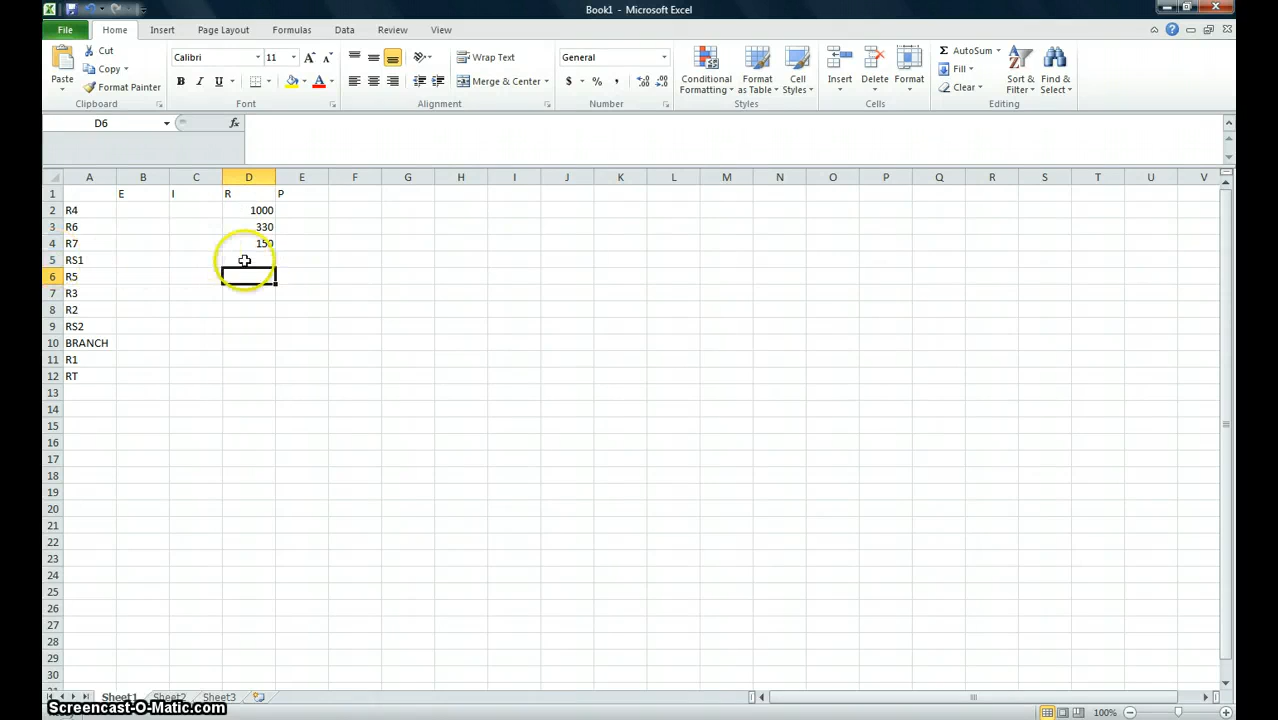 Book1 - Microsoft Excel
File Home Insert Page Layout Formulas Data Review View
Cut
Copy
Format Painter
Paste
Clipboard
Calibri 11
B I U
Font
Wrap Text
Merge & Center
Alignment
General
$ % ,
Number
Conditional Formatting
Format as Table
Cell Styles
Styles
Insert Delete Format
Cells
AutoSum
Fill
Clear
Sort & Filter
Find & Select
Editing
D6 fx
A B C D E F G H I J K L M N O P Q R S T U V
1 E I R P
2 R4 1000
3 R6 330
4 R7 150
5 RS1
6 R5
7 R3
8 R2
9 RS2
10 BRANCH
11 R1
12 RT
13
14
15
16
17
18
19
20
21
22
23
24
25
26
27
28
29
30
Sheet1 Sheet2 Sheet3
Screencast-O-Matic.com
100%